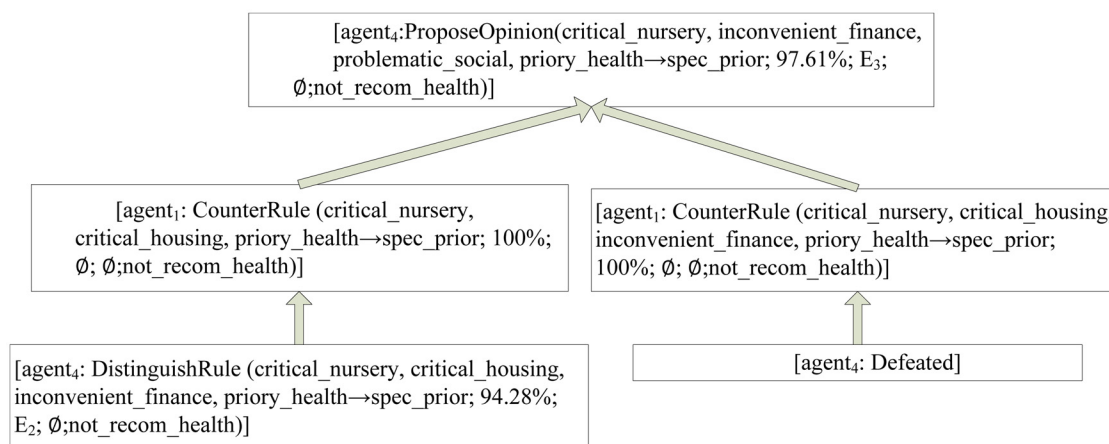 [agent₄:ProposeOpinion(critical_nursery, inconvenient_finance,
problematic_social, priory_health→spec_prior; 97.61%; E₃;
∅;not_recom_health)]
[agent₁: CounterRule (critical_nursery,
critical_housing, priory_health→spec_prior; 100%;
∅; ∅;not_recom_health)]
[agent₁: CounterRule (critical_nursery, critical_housing
inconvenient_finance, priory_health→spec_prior;
100%; ∅; ∅;not_recom_health)]
[agent₄: DistinguishRule (critical_nursery, critical_housing,
inconvenient_finance, priory_health→spec_prior; 94.28%;
E₂; ∅;not_recom_health)]
[agent₄: Defeated]